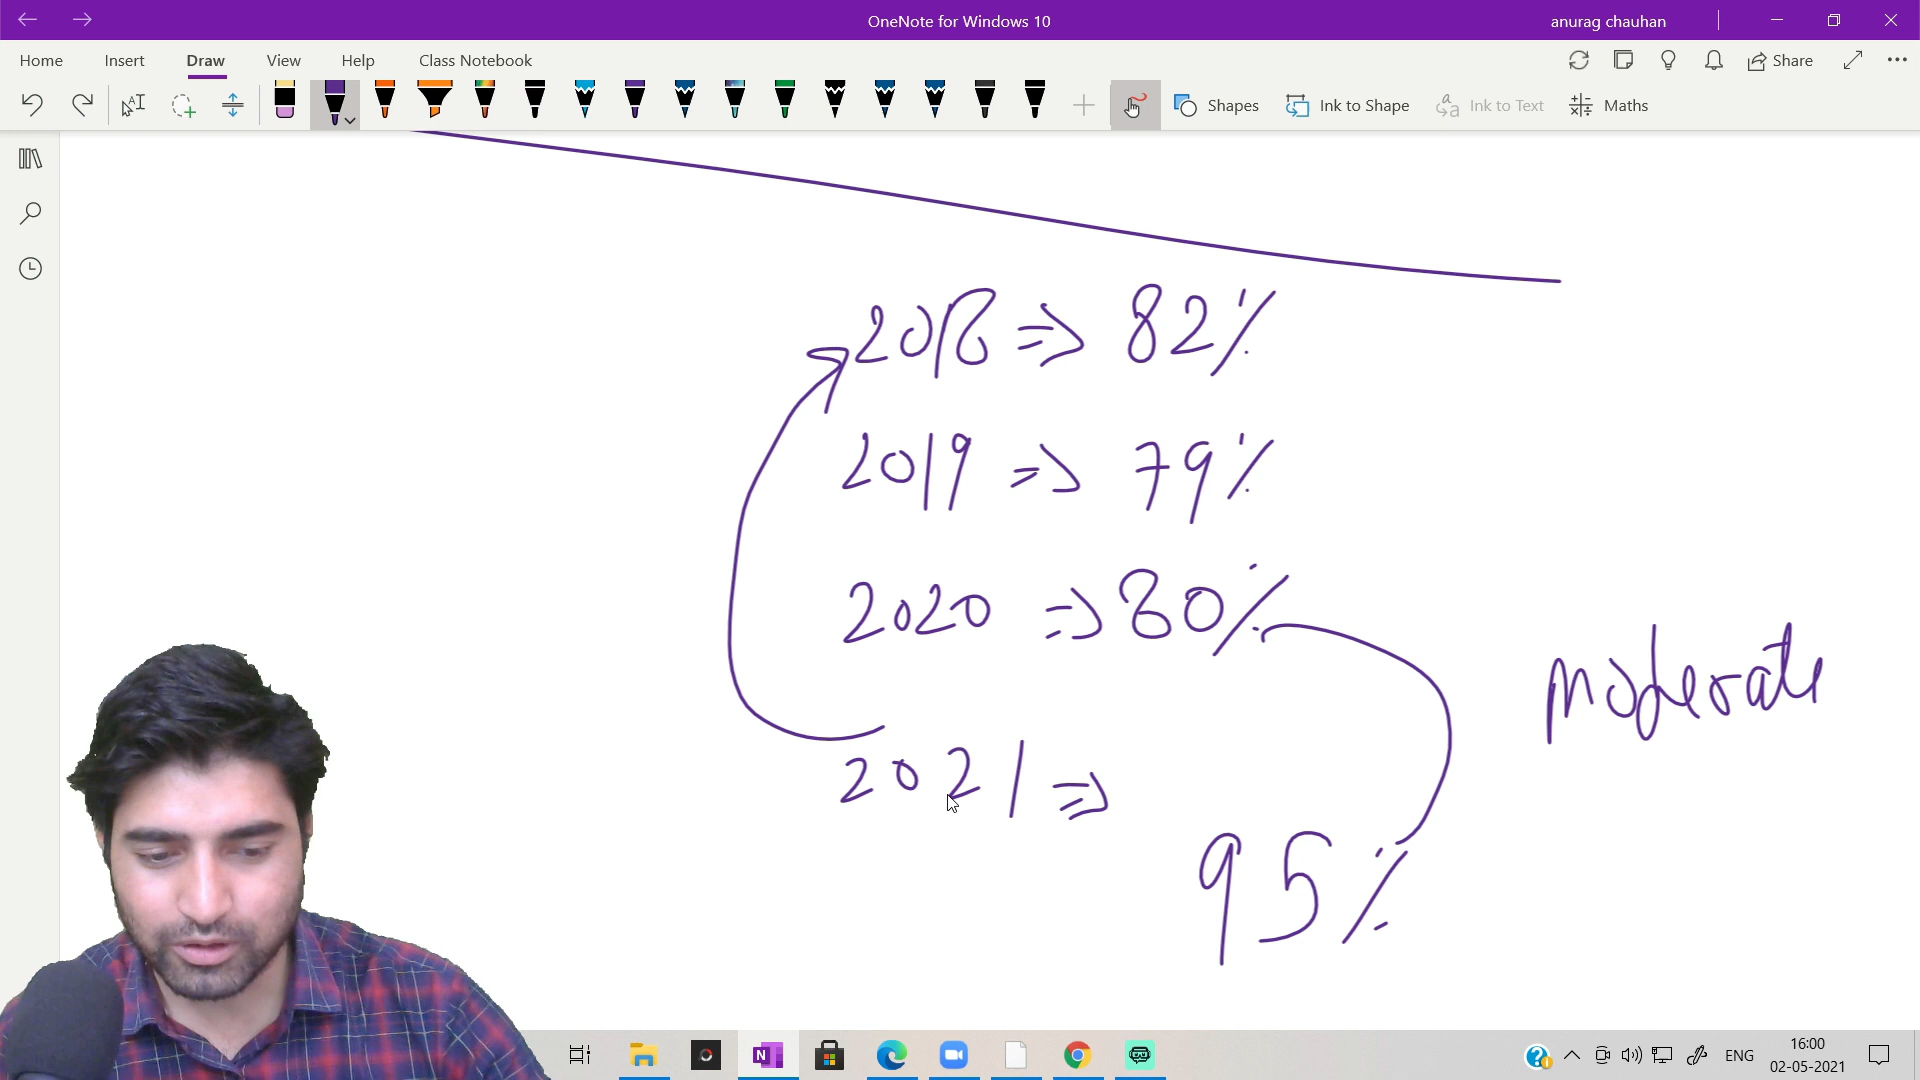 OneNote for Windows 10
anurag chauhan
Home Insert Draw View Help Class Notebook
Share
Shapes Ink to Shape Ink to Text Maths
2018 => 82%
2019 => 79%
2020 => 80%
moderate
2021 =>
95%
ENG
16:00
02-05-2021